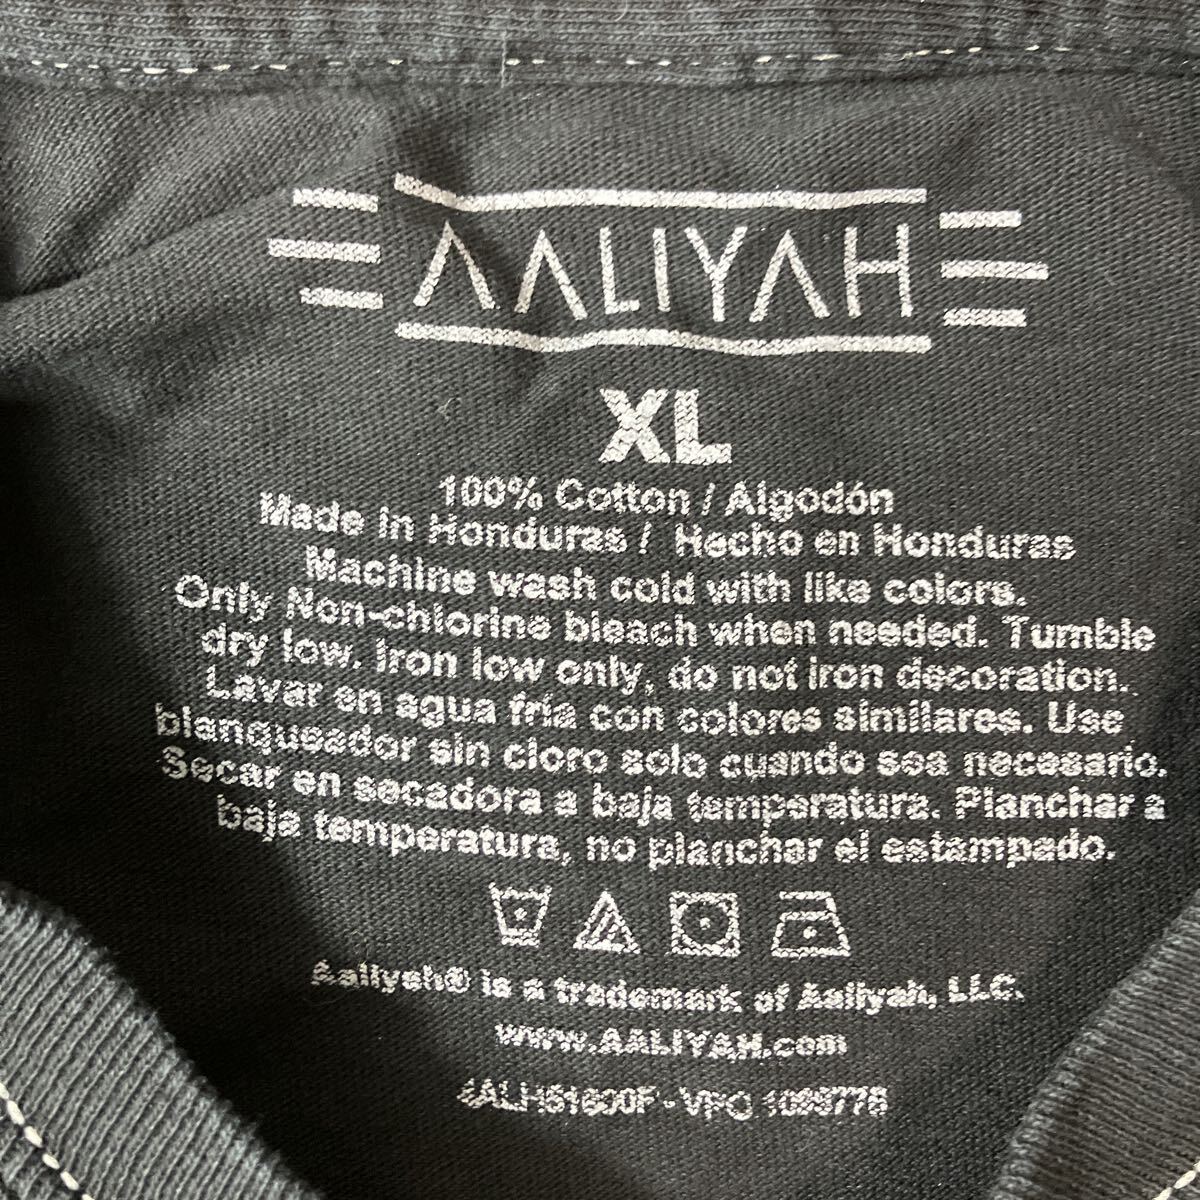 AALIYAH
XL
100% Cotton / Algodón
Made in Honduras / Hecho en Honduras
Machine wash cold with like colors.
Only Non-chlorine bleach when needed. Tumble
dry low. Iron low only, do not iron decoration.
Lavar en agua fría con colores similares. Use
blanqueador sin cloro solo cuando sea necesario.
Secar en secadora a baja temperatura. Planchar a
baja temperatura, no planchar el estampado.
Aaliyah® is a trademark of Aaliyah, LLC.
www.AALIYAH.com